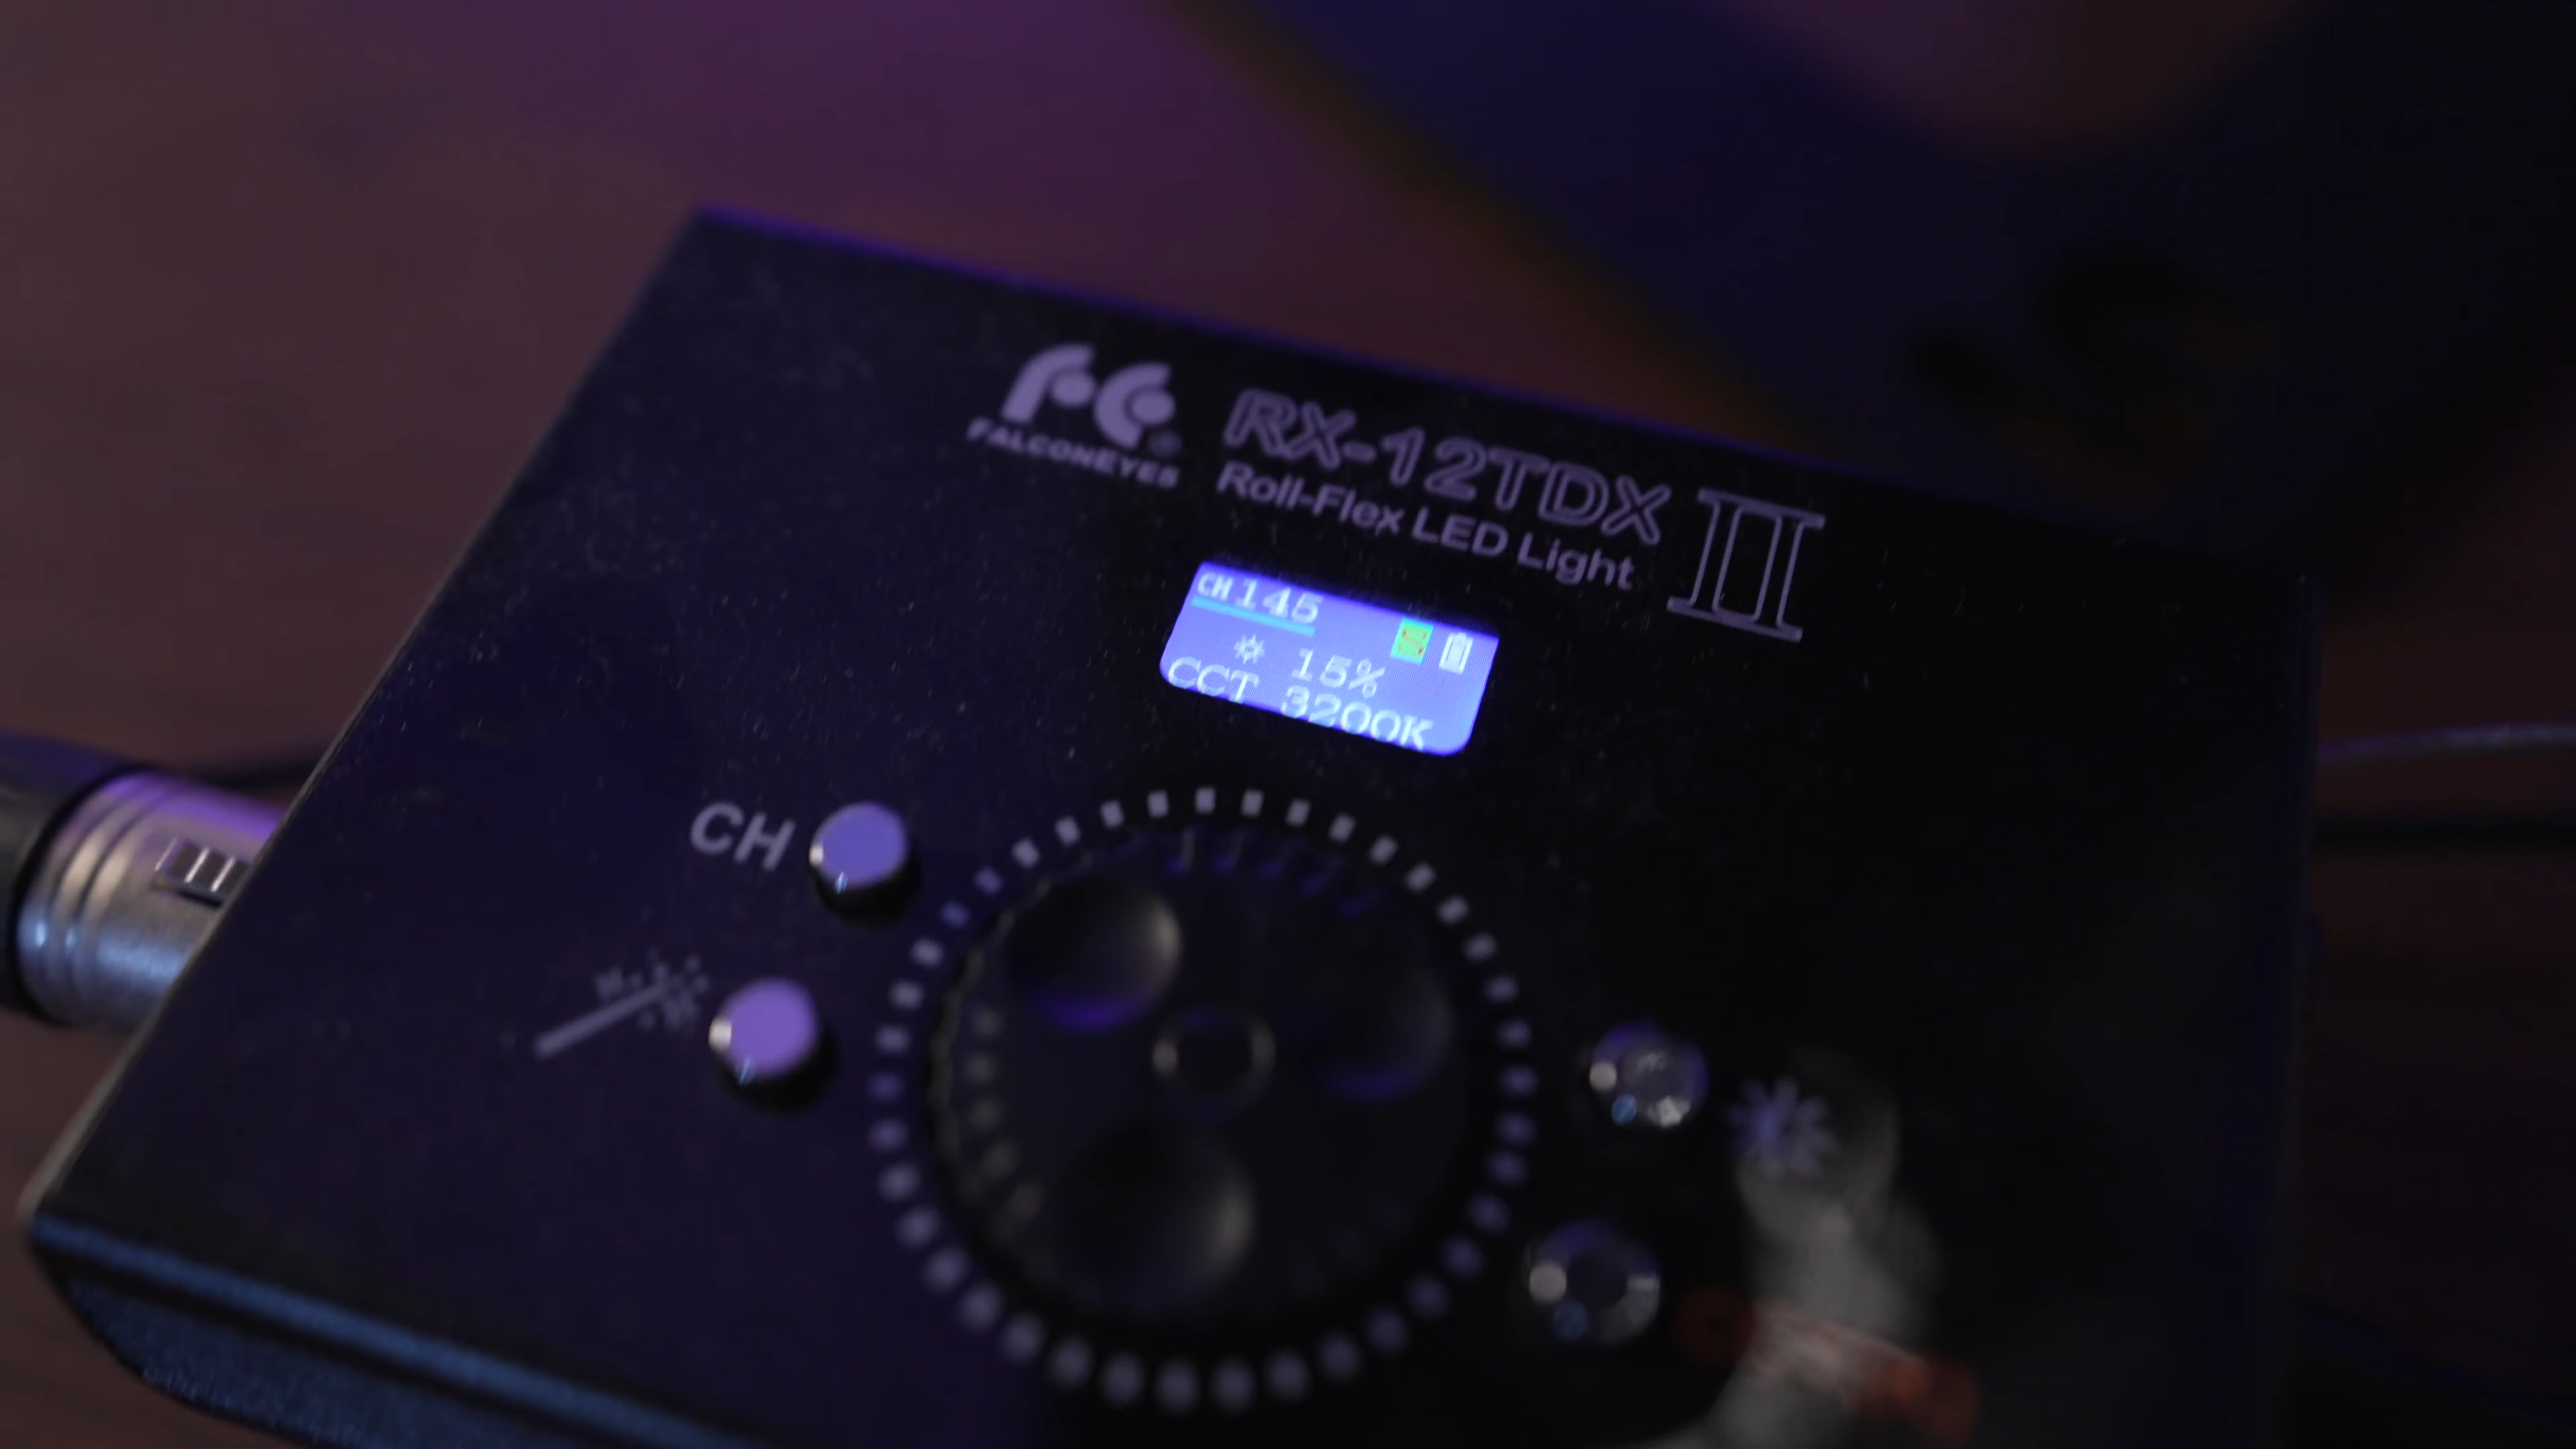 FALCONEYES
RX-12TDX II
Roll-Flex LED Light
CH 145
15%
CCT 3200K
CH